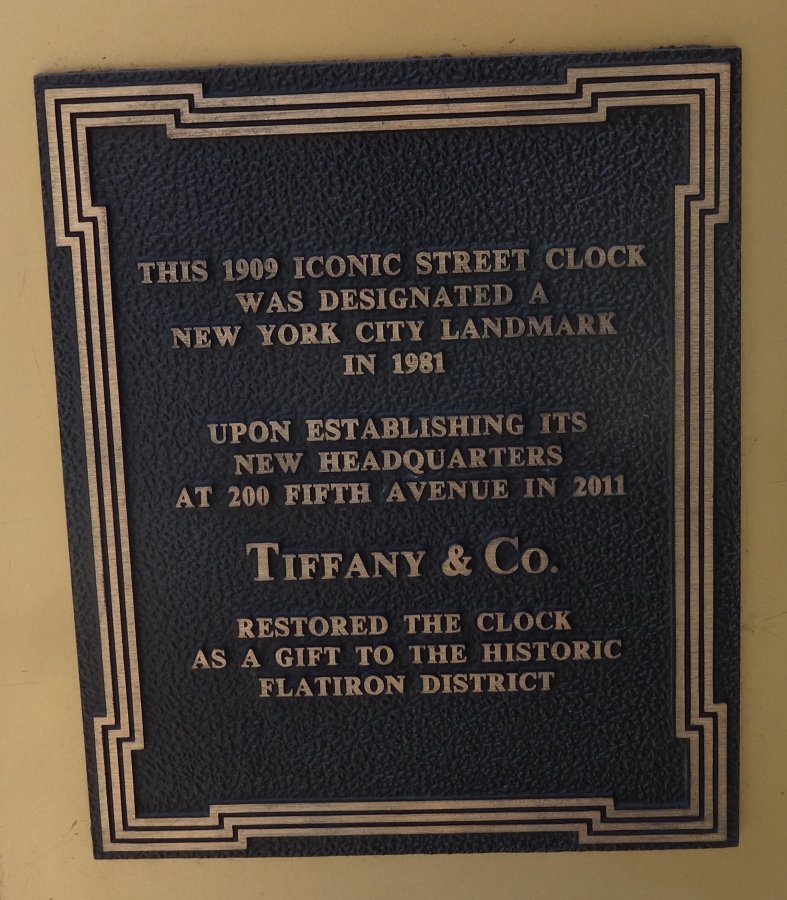 THIS 1909 ICONIC STREET CLOCK
WAS DESIGNATED A
NEW YORK CITY LANDMARK
IN 1981
UPON ESTABLISHING ITS
NEW HEADQUARTERS
AT 200 FIFTH AVENUE IN 2011
TIFFANY & CO.
RESTORED THE CLOCK
AS A GIFT TO THE HISTORIC
FLATIRON DISTRICT